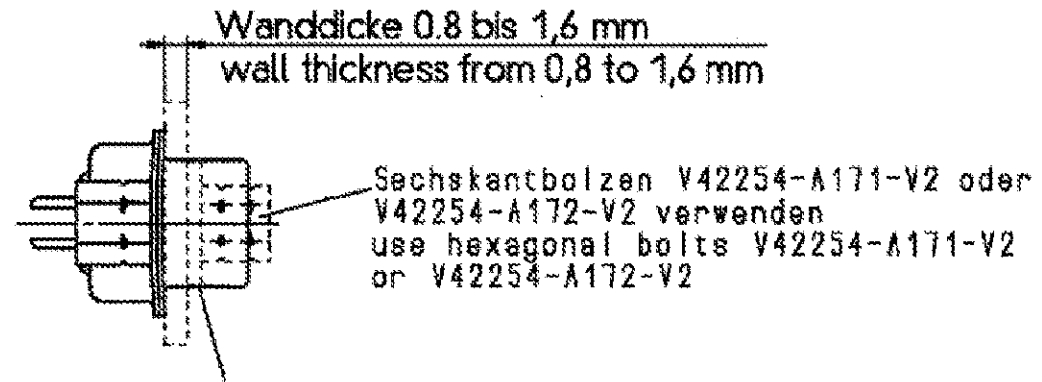 Wanddicke 0.8 bis 1,6 mm
wall thickness from 0,8 to 1,6 mm
Sechskantbolzen V42254-A171-V2 oder
V42254-A172-V2 verwenden
use hexagonal bolts V42254-A171-V2
or V42254-A172-V2